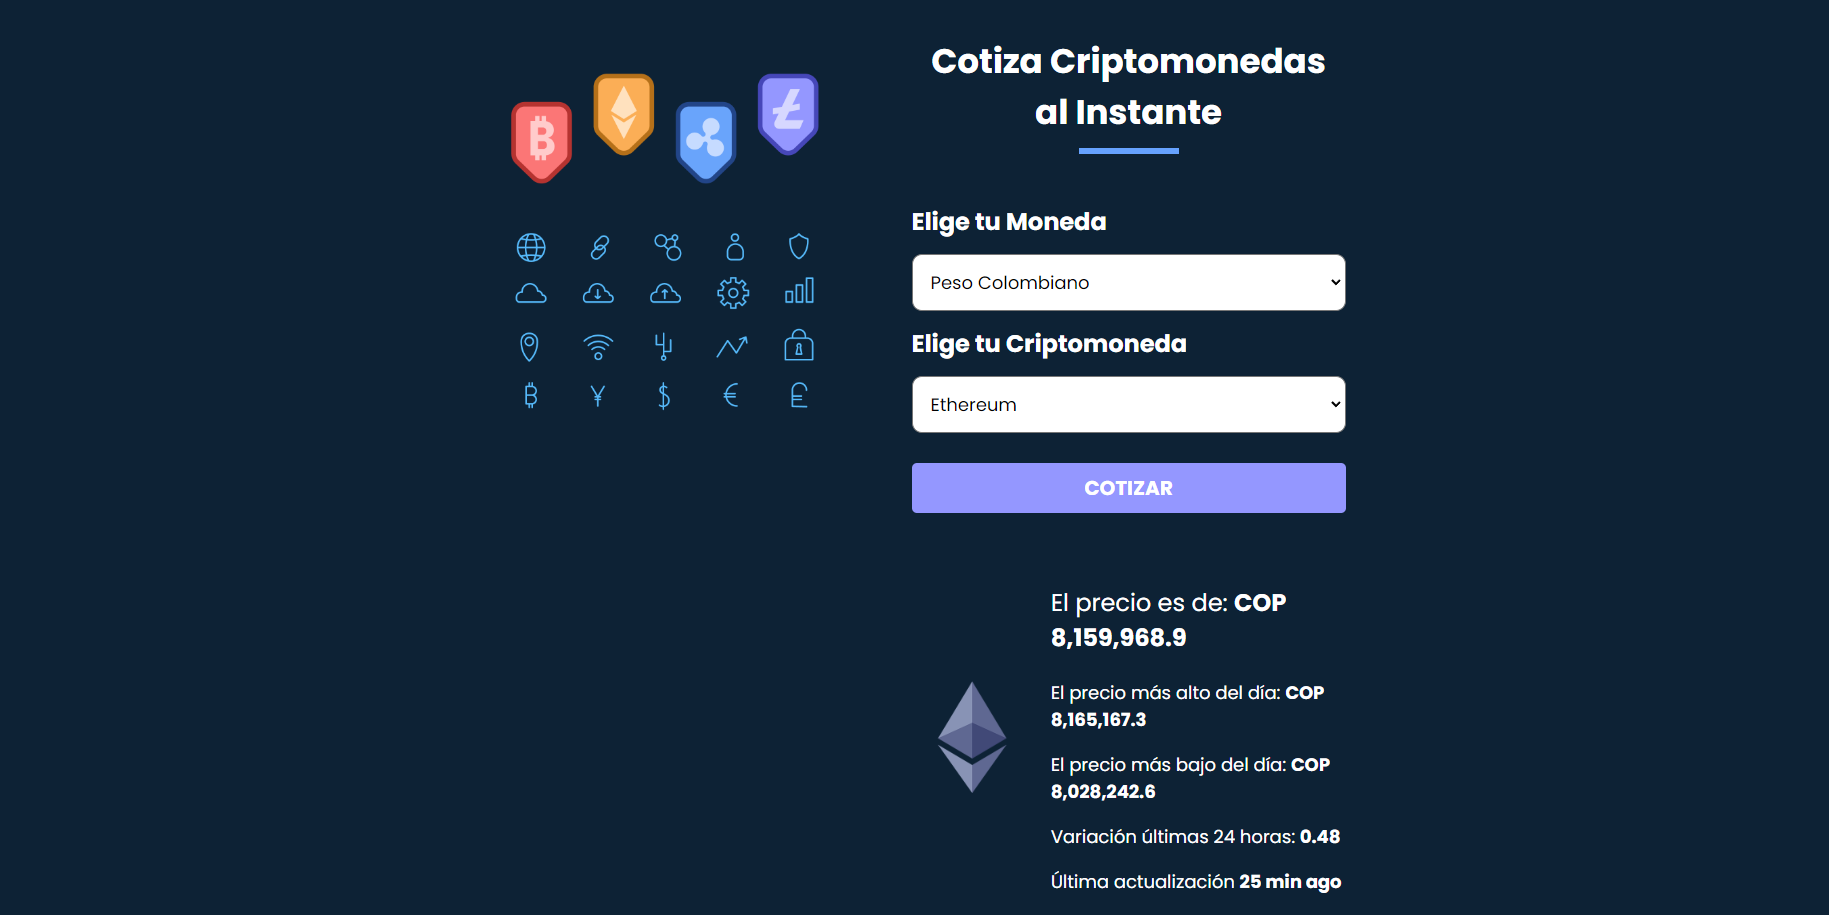 Cotiza Criptomonedas
al Instante
Elige tu Moneda
Peso Colombiano
Elige tu Criptomoneda
Ethereum
COTIZAR
El precio es de: COP
8,159,968.9
El precio más alto del día: COP
8,165,167.3
El precio más bajo del día: COP
8,028,242.6
Variación últimas 24 horas: 0.48
Última actualización 25 min ago